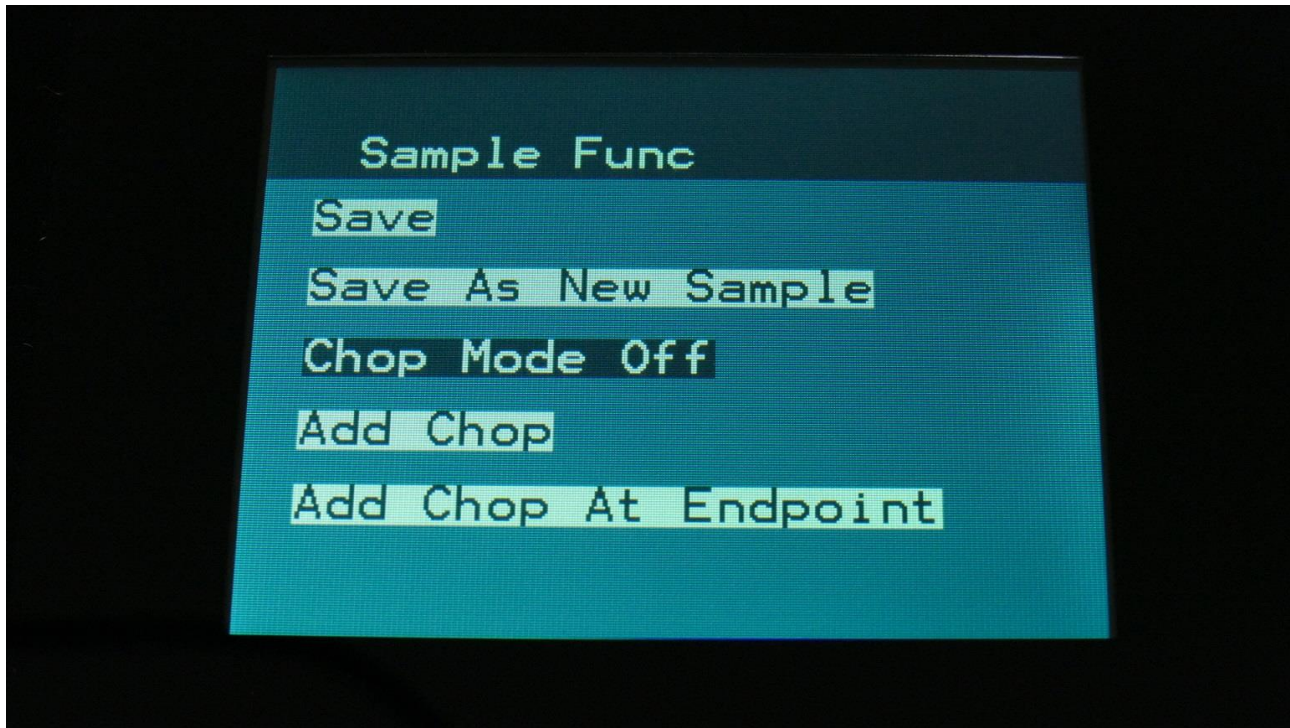 Sample Func
Save
Save As New Sample
Chop Mode Off
Add Chop
Add Chop At Endpoint